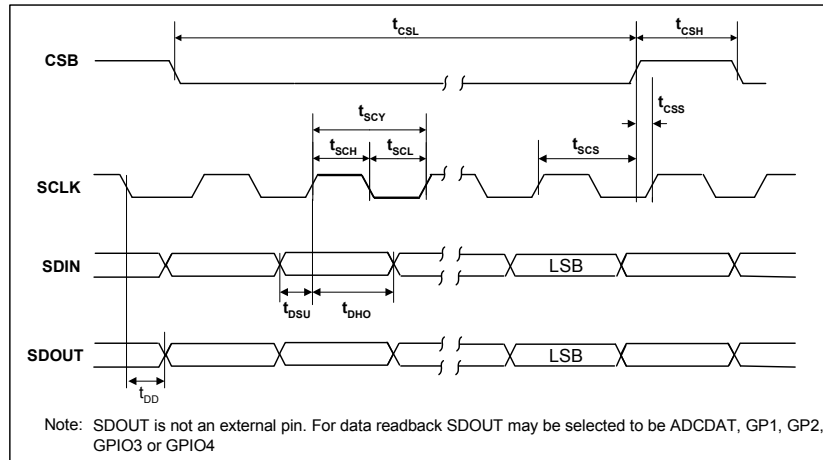 tCSL
tCSH
CSB
tCSS
tSCY
tSCH
tSCL
tSCS
SCLK
SDIN
LSB
tDSU
tDHO
SDOUT
LSB
tDD
Note: SDOUT is not an external pin. For data readback SDOUT may be selected to be ADCDAT, GP1, GP2,
GPIO3 or GPIO4